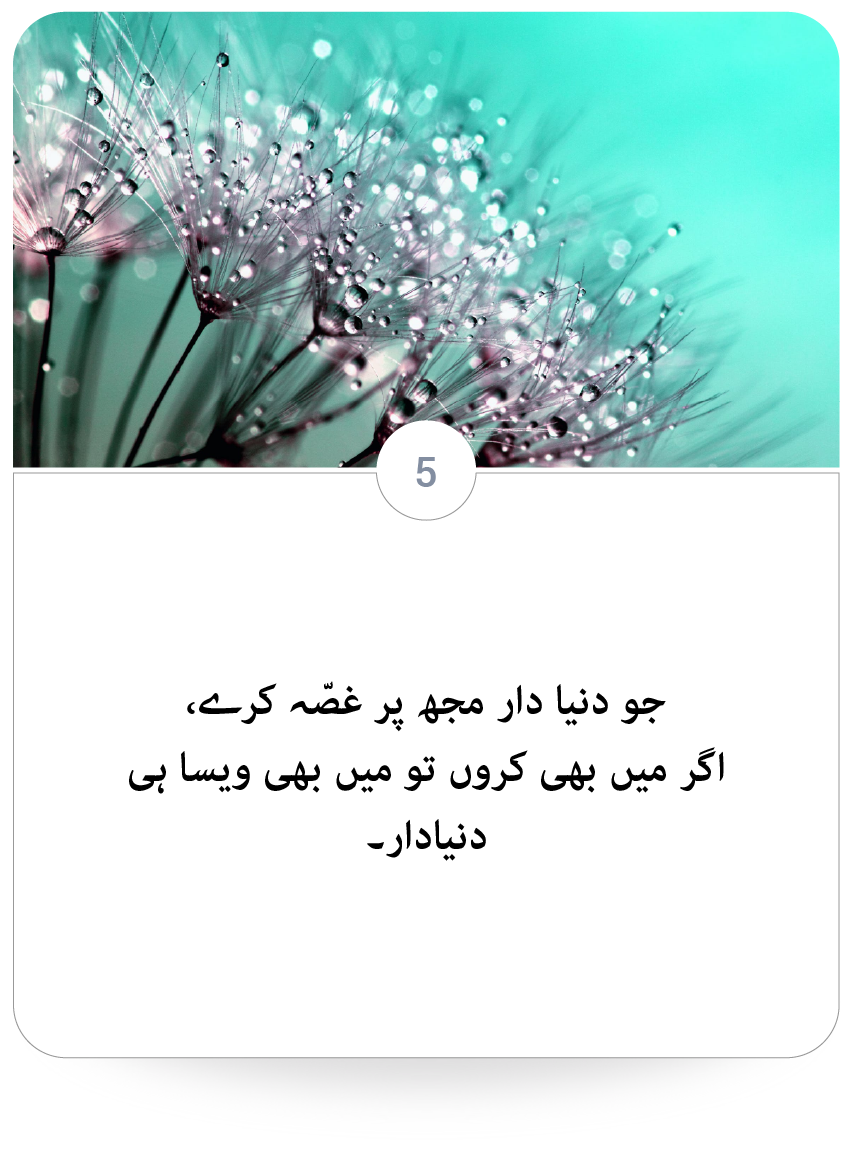 5
جو دنیا دار مجھ پر غصّہ کرے،
اگر میں بھی کروں تو میں بھی ویسا ہی
دنیادار۔